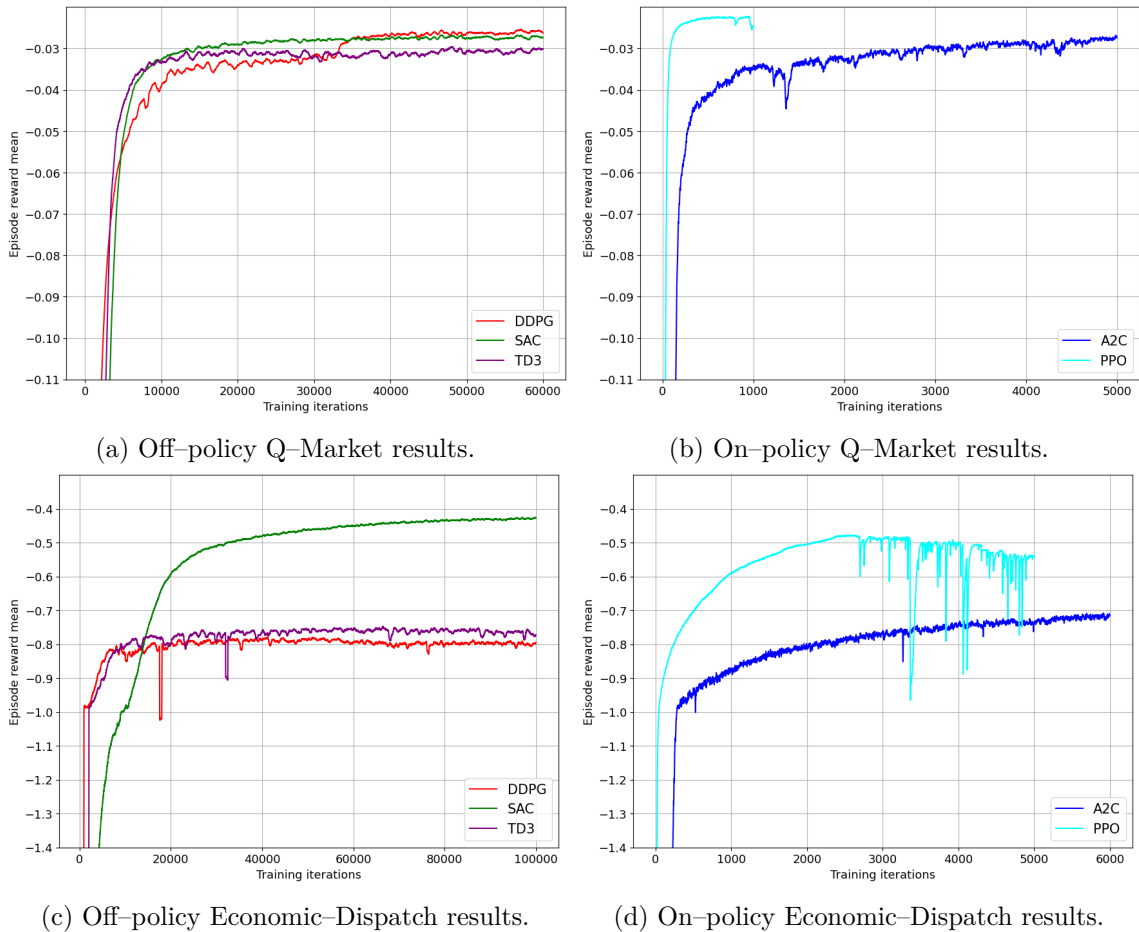 −0.03
−0.04
−0.05
−0.06
−0.07
−0.08
−0.09
−0.10
−0.11
Episode reward mean
0 10000 20000 30000 40000 50000 60000
Training iterations
DDPG
SAC
TD3
(a) Off–policy Q–Market results.
−0.03
−0.04
−0.05
−0.06
−0.07
−0.08
−0.09
−0.10
−0.11
Episode reward mean
0 1000 2000 3000 4000 5000
Training iterations
A2C
PPO
(b) On–policy Q–Market results.
−0.4
−0.5
−0.6
−0.7
−0.8
−0.9
−1.0
−1.1
−1.2
−1.3
−1.4
Episode reward mean
0 20000 40000 60000 80000 100000
Training iterations
DDPG
SAC
TD3
(c) Off–policy Economic–Dispatch results.
−0.4
−0.5
−0.6
−0.7
−0.8
−0.9
−1.0
−1.1
−1.2
−1.3
−1.4
Episode reward mean
0 1000 2000 3000 4000 5000 6000
Training iterations
A2C
PPO
(d) On–policy Economic–Dispatch results.